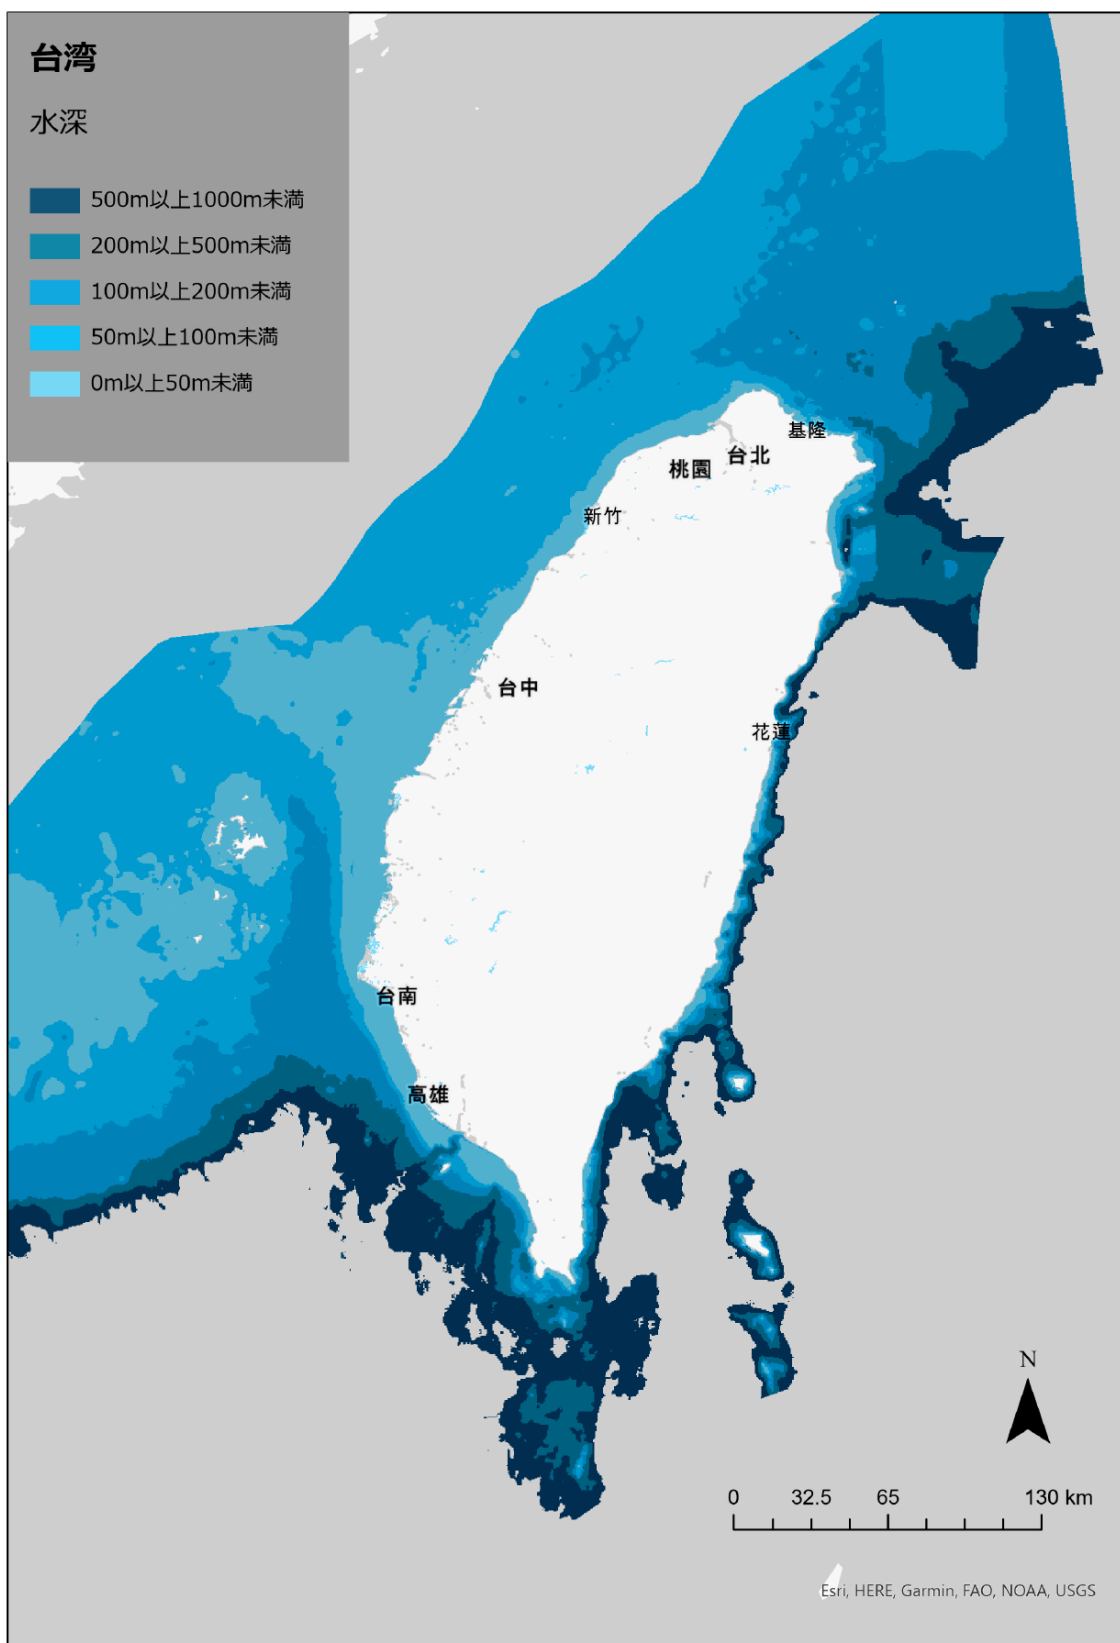 台湾
水深
500m以上1000m未満
200m以上500m未満
100m以上200m未満
50m以上100m未満
0m以上50m未満
基隆
台北
桃園
新竹
台中
花蓮
台南
高雄
N
0 32.5 65 130 km
Esri, HERE, Garmin, FAO, NOAA, USGS